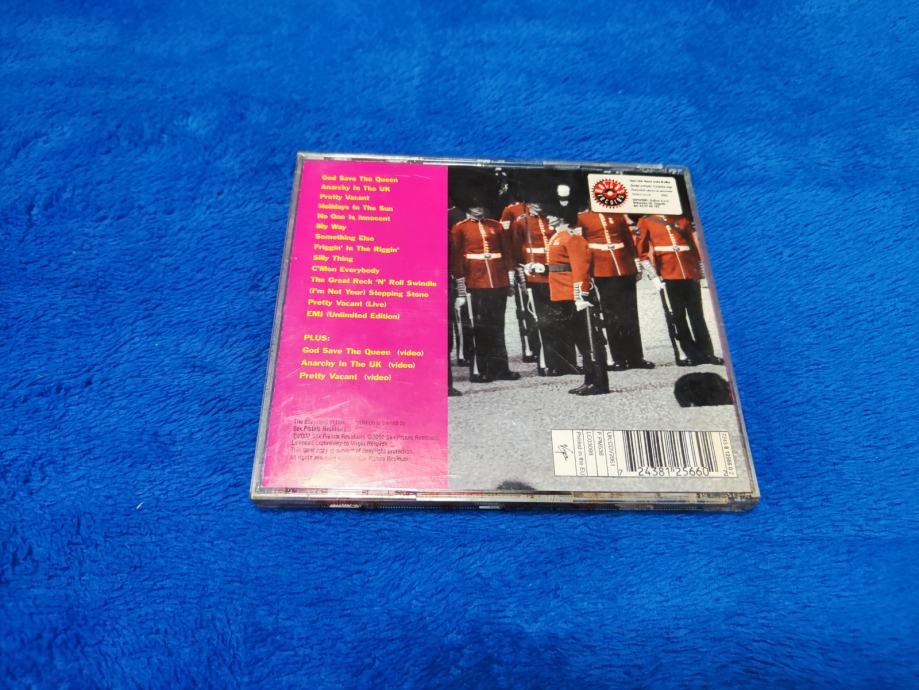 God Save The Queen
Anarchy In The UK
Pretty Vacant
Holidays In The Sun
No One Is Innocent
My Way
Something Else
Friggin' In The Riggin'
Silly Thing
C'Mon Everybody
The Great Rock 'N' Roll Swindle
(I'm Not Your) Stepping Stone
Pretty Vacant (Live)
EMI (Unlimited Edition)
PLUS:
God Save The Queen (video)
Anarchy In The UK (video)
Pretty Vacant (video)
Sex Pistols Residuals
Printed in the EU
7 24381 25660